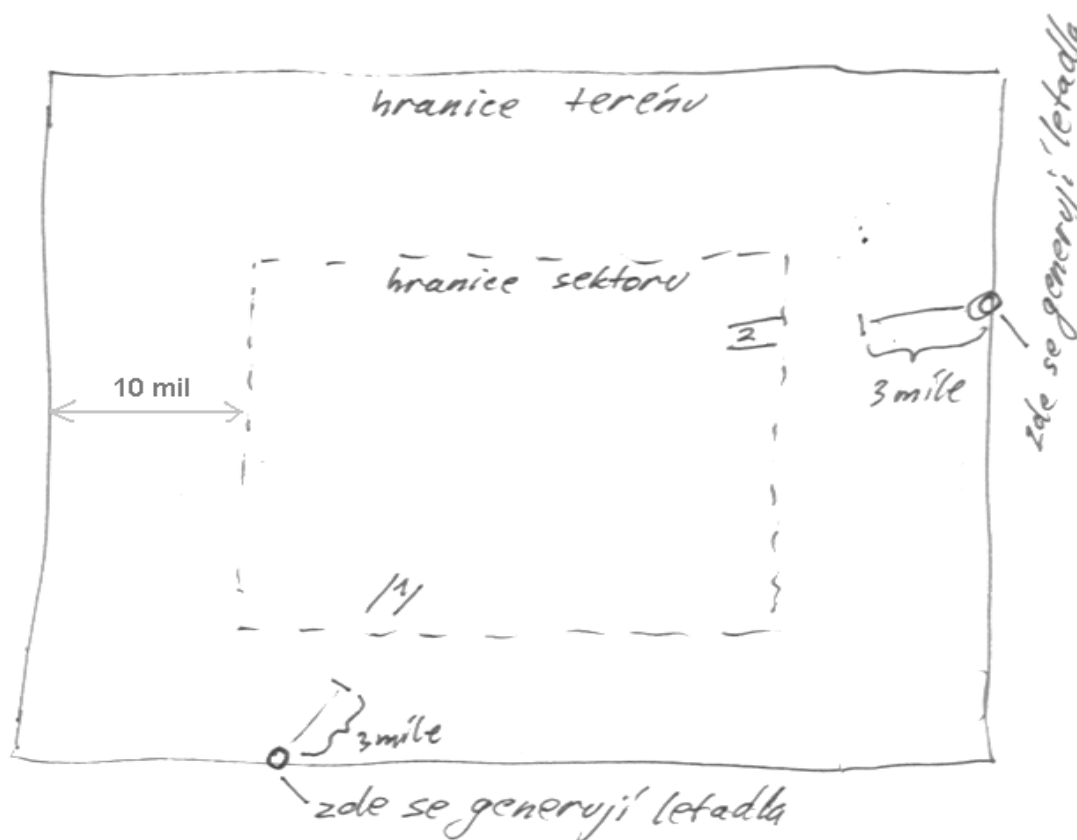 hranice terénu
zde se generují letadla
hranice sektoru
2
3 míle
10 mil
1
3 míle
zde se generují letadla